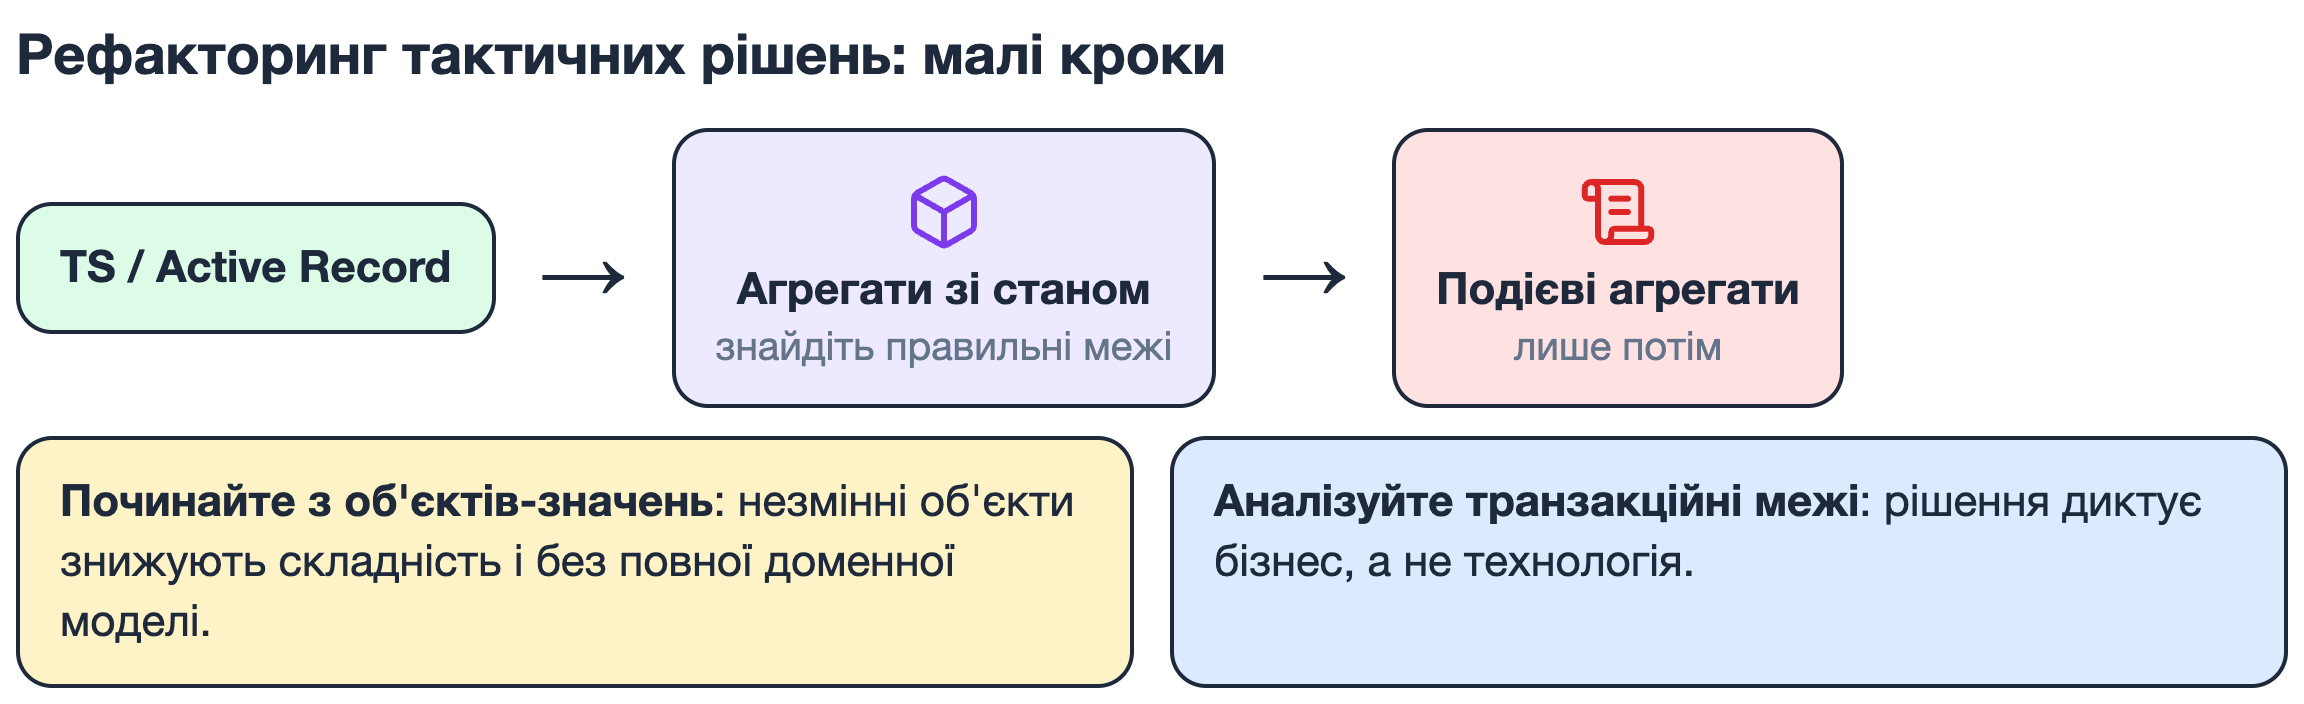 Рефакторинг тактичних рішень: малі кроки
TS / Active Record
Агрегати зі станом
знайдіть правильні межі
Подієві агрегати
лише потім
Починайте з об'єктів-значень: незмінні об'єкти
знижують складність і без повної доменної
моделі.
Аналізуйте транзакційні межі: рішення диктує
бізнес, а не технологія.